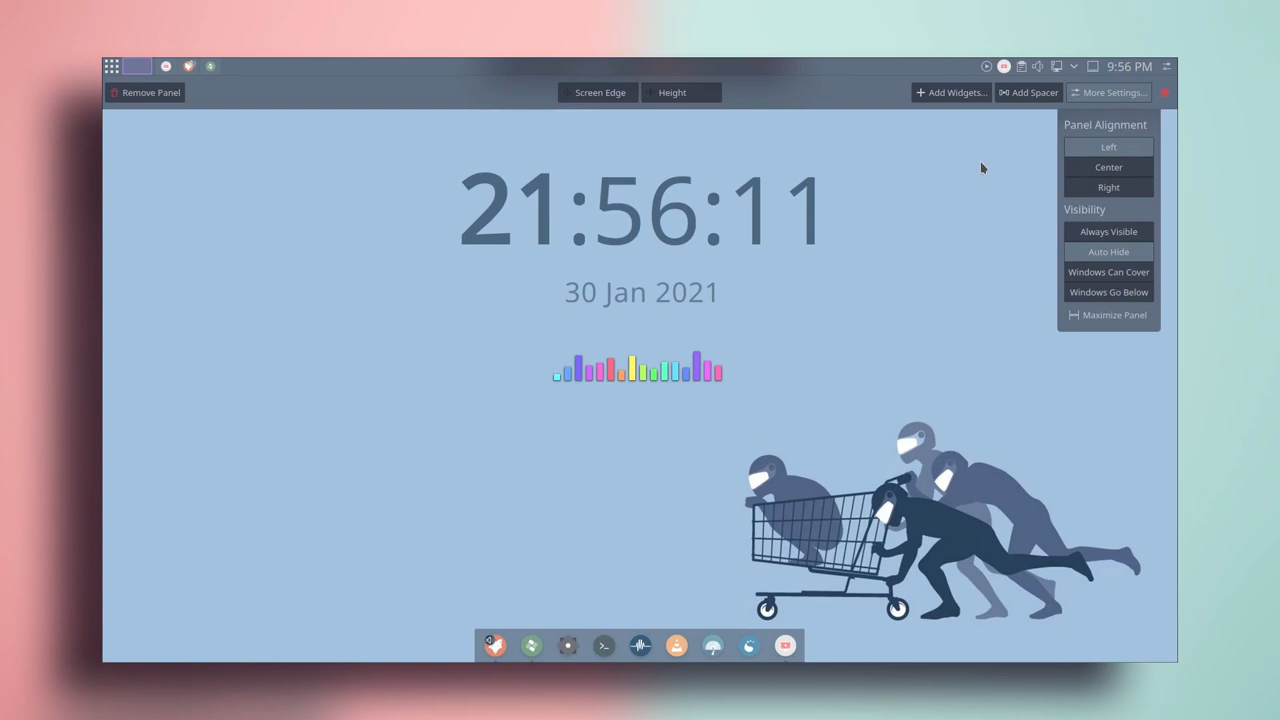 9:56 PM
Remove Panel
Screen Edge
Height
Add Widgets...
Add Spacer
More Settings...
Panel Alignment
Left
Center
Right
Visibility
Always Visible
Auto Hide
Windows Can Cover
Windows Go Below
Maximize Panel
21:56:11
30 Jan 2021